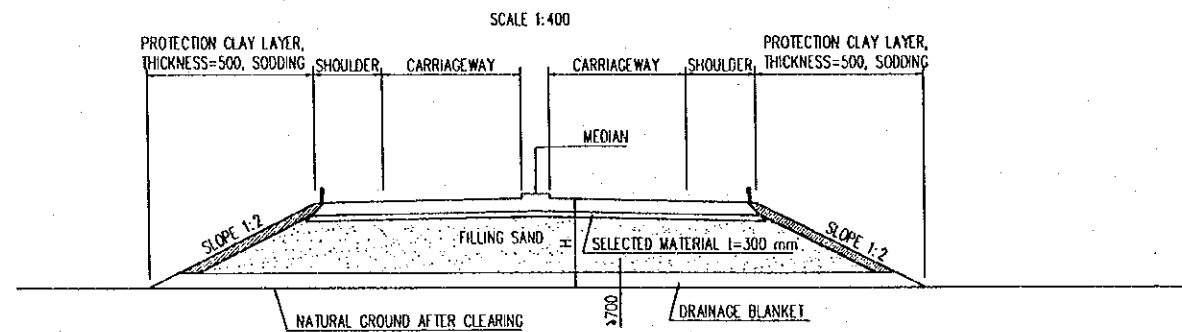 SCALE 1:400
PROTECTION CLAY LAYER,
THICKNESS=500, SODDING
SHOULDER
CARRIAGEWAY
CARRIAGEWAY
SHOULDER
PROTECTION CLAY LAYER,
THICKNESS=500, SODDING
MEDIAN
SLOPE 1:2
FILLING SAND
H
SELECTED MATERIAL t=300 mm
SLOPE 1:2
≥700
DRAINAGE BLANKET
NATURAL GROUND AFTER CLEARING